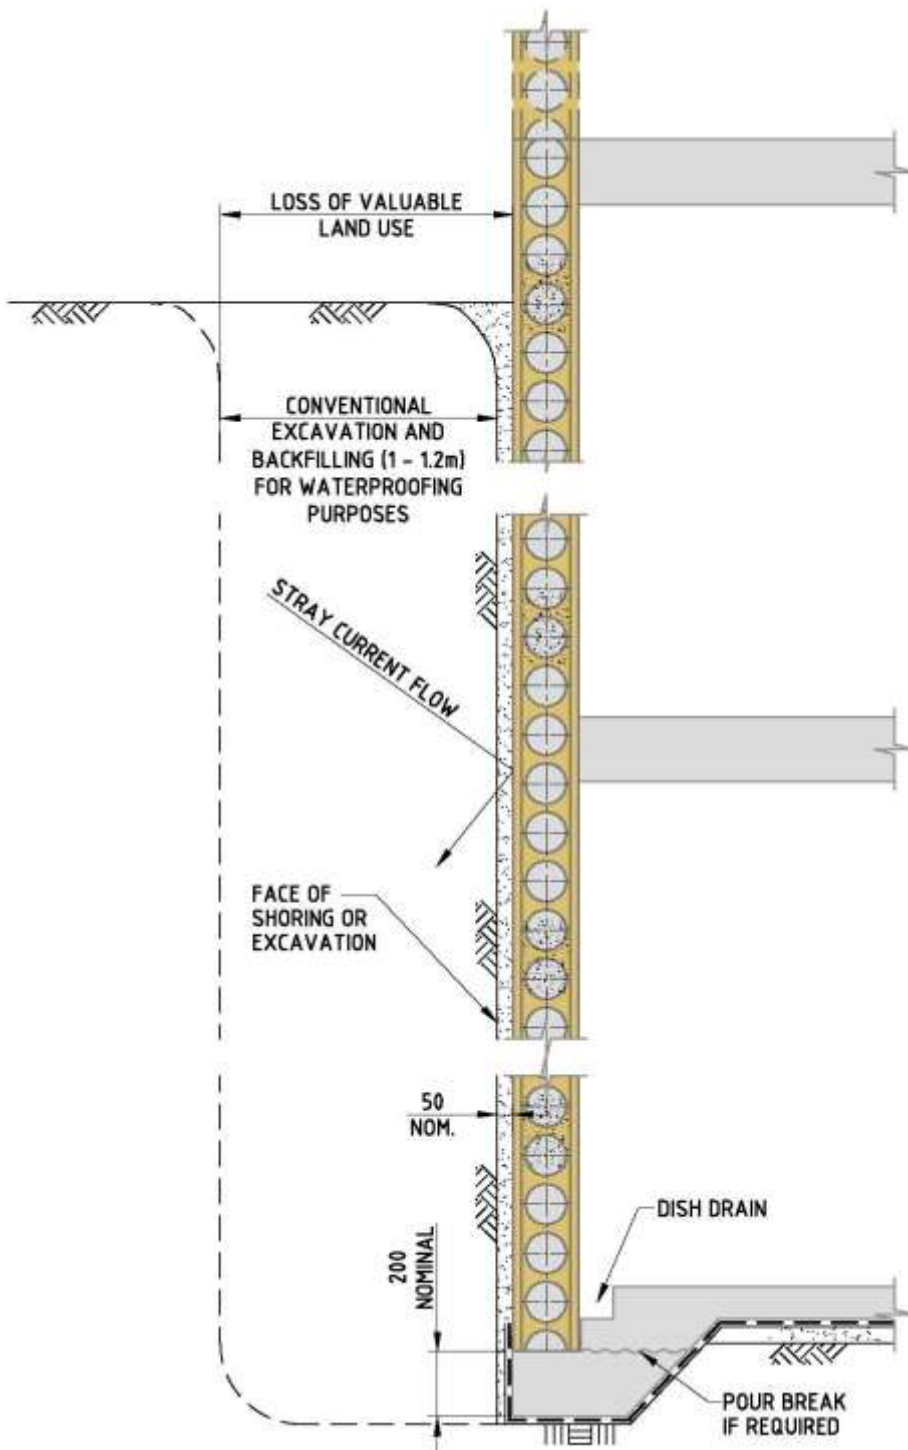 LOSS OF VALUABLE
LAND USE
CONVENTIONAL
EXCAVATION AND
BACKFILLING (1 - 1.2m)
FOR WATERPROOFING
PURPOSES
STRAY CURRENT FLOW
FACE OF
SHORING OR
EXCAVATION
50
NOM.
200
NOMINAL
DISH DRAIN
POUR BREAK
IF REQUIRED